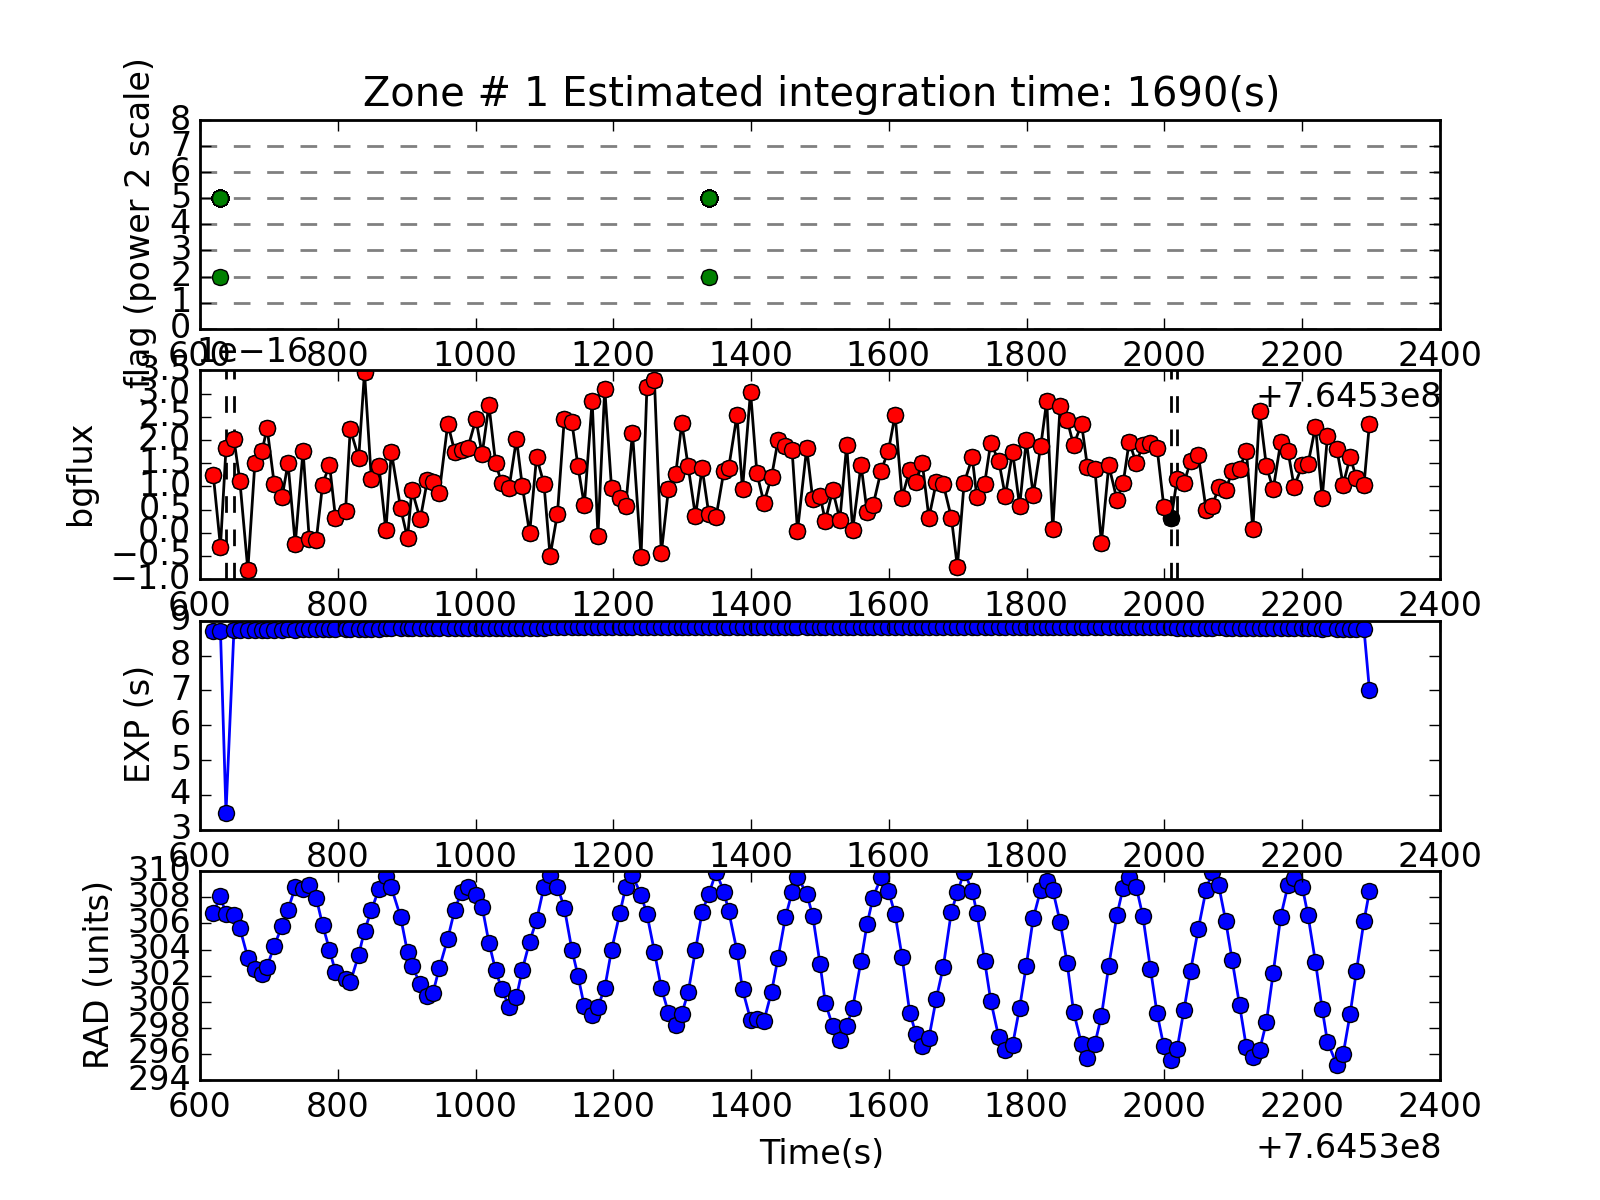 Zone # 1 Estimated integration time: 1690(s)
flag (power 2 scale)
8
7
6
5
4
3
2
1
0
600 800 1000 1200 1400 1600 1800 2000 2200 2400
1e−16
+7.6453e8
bgflux
3.5
3.0
2.5
2.0
1.5
1.0
0.5
0.0
−0.5
−1.0
600 800 1000 1200 1400 1600 1800 2000 2200 2400
EXP (s)
9
8
7
6
5
4
3
600 800 1000 1200 1400 1600 1800 2000 2200 2400
RAD (units)
310
308
306
304
302
300
298
296
294
600 800 1000 1200 1400 1600 1800 2000 2200 2400
Time(s)
+7.6453e8